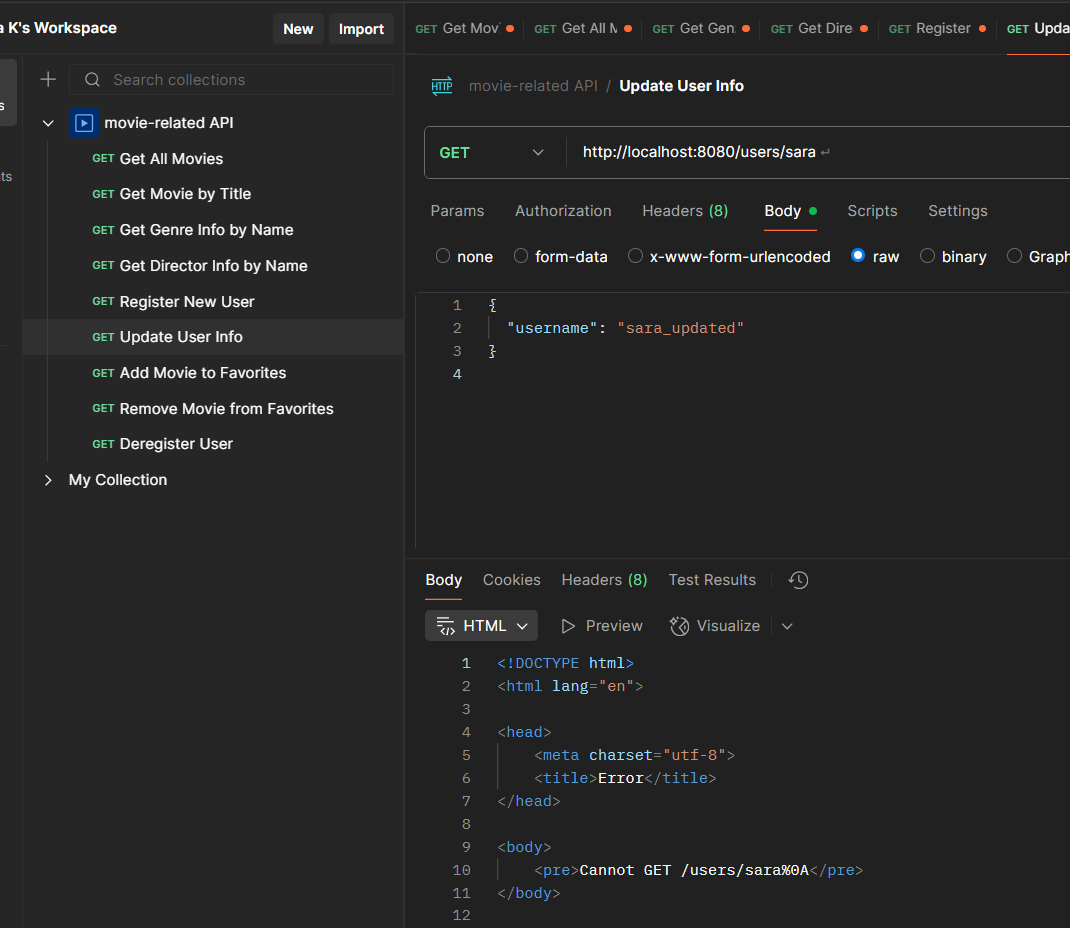 a K's Workspace
New
Import
GET Get Mov
GET Get All M
GET Get Gen
GET Get Dire
GET Register
GET Upda
Search collections
s
ts
movie-related API
GET Get All Movies
GET Get Movie by Title
GET Get Genre Info by Name
GET Get Director Info by Name
GET Register New User
GET Update User Info
GET Add Movie to Favorites
GET Remove Movie from Favorites
GET Deregister User
My Collection
HTTP movie-related API / Update User Info
GET http://localhost:8080/users/sara ↵
Params Authorization Headers (8) Body Scripts Settings
none form-data x-www-form-urlencoded raw binary Graph
1 {
2 "username": "sara_updated"
3 }
4
Body Cookies Headers (8) Test Results
HTML Preview Visualize
1 <!DOCTYPE html>
2 <html lang="en">
3
4 <head>
5 <meta charset="utf-8">
6 <title>Error</title>
7 </head>
8
9 <body>
10 <pre>Cannot GET /users/sara%0A</pre>
11 </body>
12